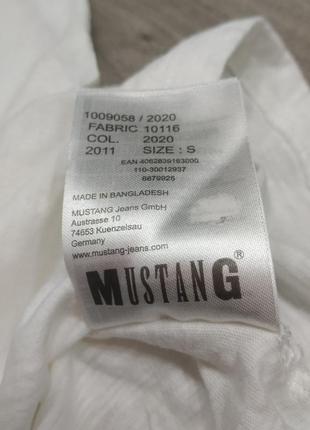 1009058 / 2020
FABRIC 10116
COL. 2020
2011 SIZE : S
EAN 4062839163000
110-30012937
6679925
MADE IN BANGLADESH
MUSTANG Jeans GmbH
Austrasse 10
74653 Kuenzelsau
Germany
www.mustang-jeans.com
MUSTANG®